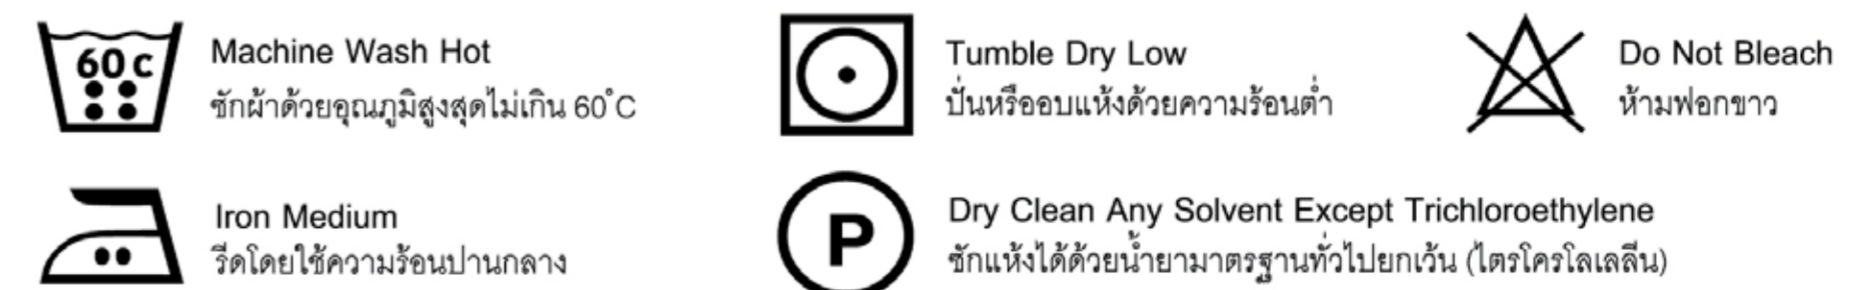 60 c
Machine Wash Hot
ซักผ้าด้วยอุณภูมิสูงสุดไม่เกิน 60°C
Tumble Dry Low
ปั่นหรืออบแห้งด้วยความร้อนต่ำ
Do Not Bleach
ห้ามฟอกขาว
Iron Medium
รีดโดยใช้ความร้อนปานกลาง
P
Dry Clean Any Solvent Except Trichloroethylene
ซักแห้งได้ด้วยน้ำยามาตรฐานทั่วไปยกเว้น (ไตรโครโลเลลีน)